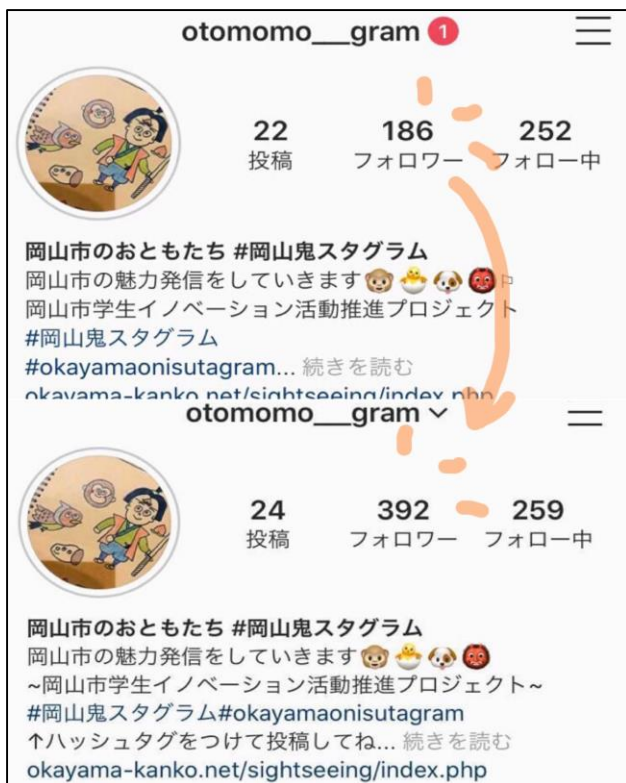 otomomo___gram 1
22 186 252
投稿 フォロワー フォロー中
岡山市のおともたち #岡山鬼スタグラム
岡山市の魅力発信をしていきます🐵🐣🐶👹
岡山市学生イノベーション活動推進プロジェクト
#岡山鬼スタグラム
#okayamaonisutagram... 続きを読む
okayama-kanko.net/sightseeing/index.php
otomomo___gram
24 392 259
投稿 フォロワー フォロー中
岡山市のおともたち #岡山鬼スタグラム
岡山市の魅力発信をしていきます🐵🐣🐶👹
~岡山市学生イノベーション活動推進プロジェクト~
#岡山鬼スタグラム#okayamaonisutagram
↑ハッシュタグをつけて投稿してね... 続きを読む
okayama-kanko.net/sightseeing/index.php